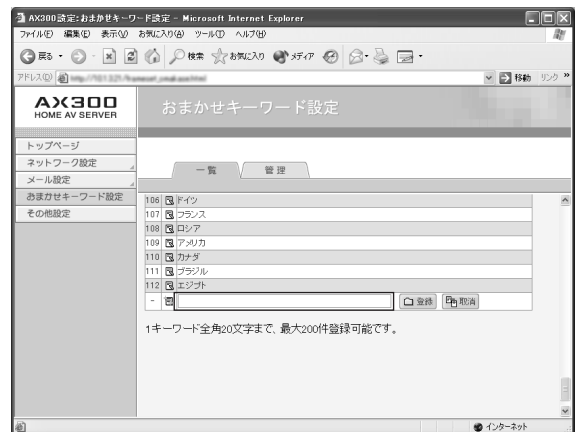 AX300設定:おまかせキーワード設定 - Microsoft Internet Explorer
ファイル(F) 編集(E) 表示(V) お気に入り(A) ツール(T) ヘルプ(H)
戻る 検索 お気に入り メディア
アドレス(D) 移動 リンク »
AX300
HOME AV SERVER
おまかせキーワード設定
トップページ
ネットワーク設定
メール設定
おまかせキーワード設定
その他設定
一覧 管理
106 ドイツ
107 フランス
108 ロシア
109 アメリカ
110 カナダ
111 ブラジル
112 エジプト
- 登録 取消
1キーワード全角20文字まで、最大200件登録可能です。
インターネット